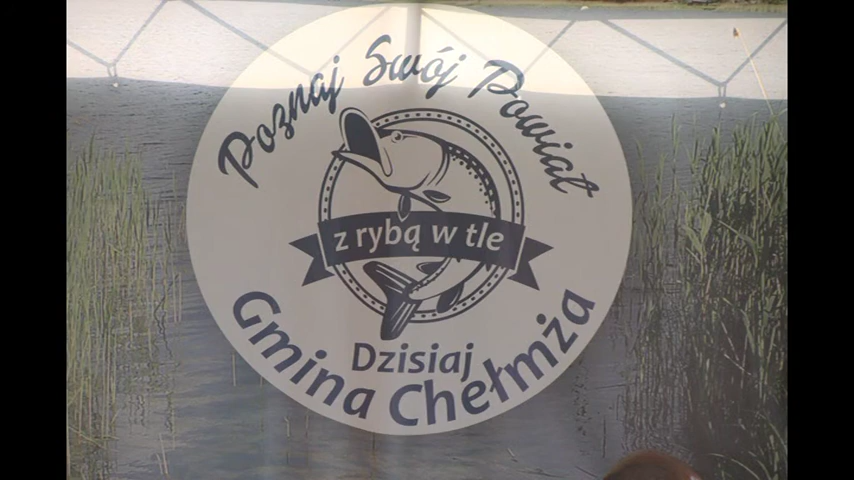 Poznaj Swój Powiat
z rybą w tle
Dzisiaj
Gmina Chełmża